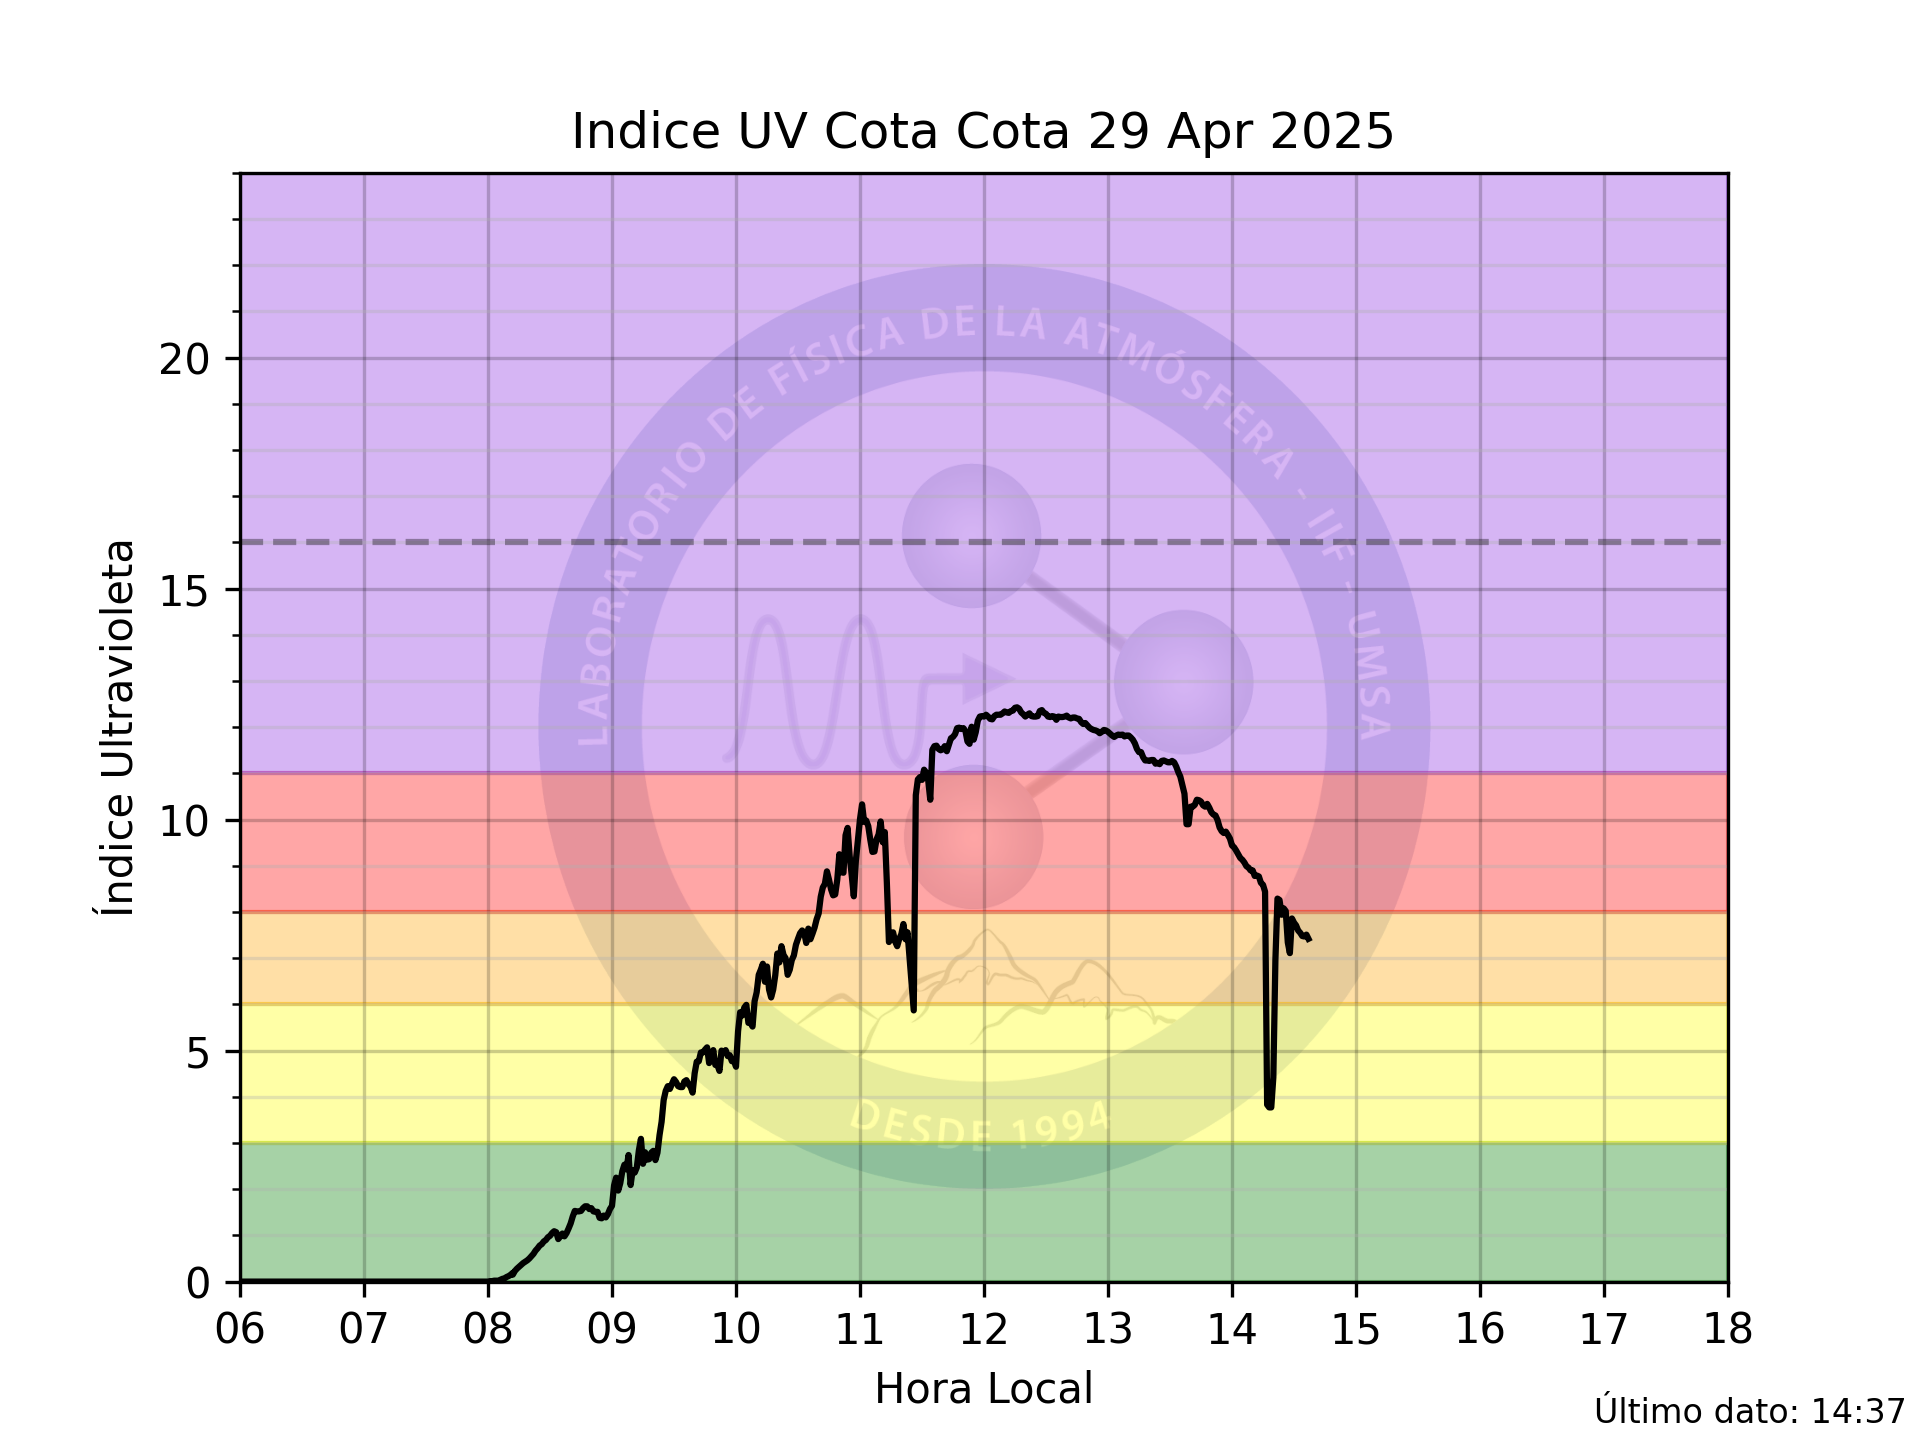 Indice UV Cota Cota 29 Apr 2025
Índice Ultravioleta
20
15
10
5
0
LABORATORIO DE FÍSICA DE LA ATMÓSFERA - IIF - UMSA
DESDE 1994
06 07 08 09 10 11 12 13 14 15 16 17 18
Hora Local
Último dato: 14:37